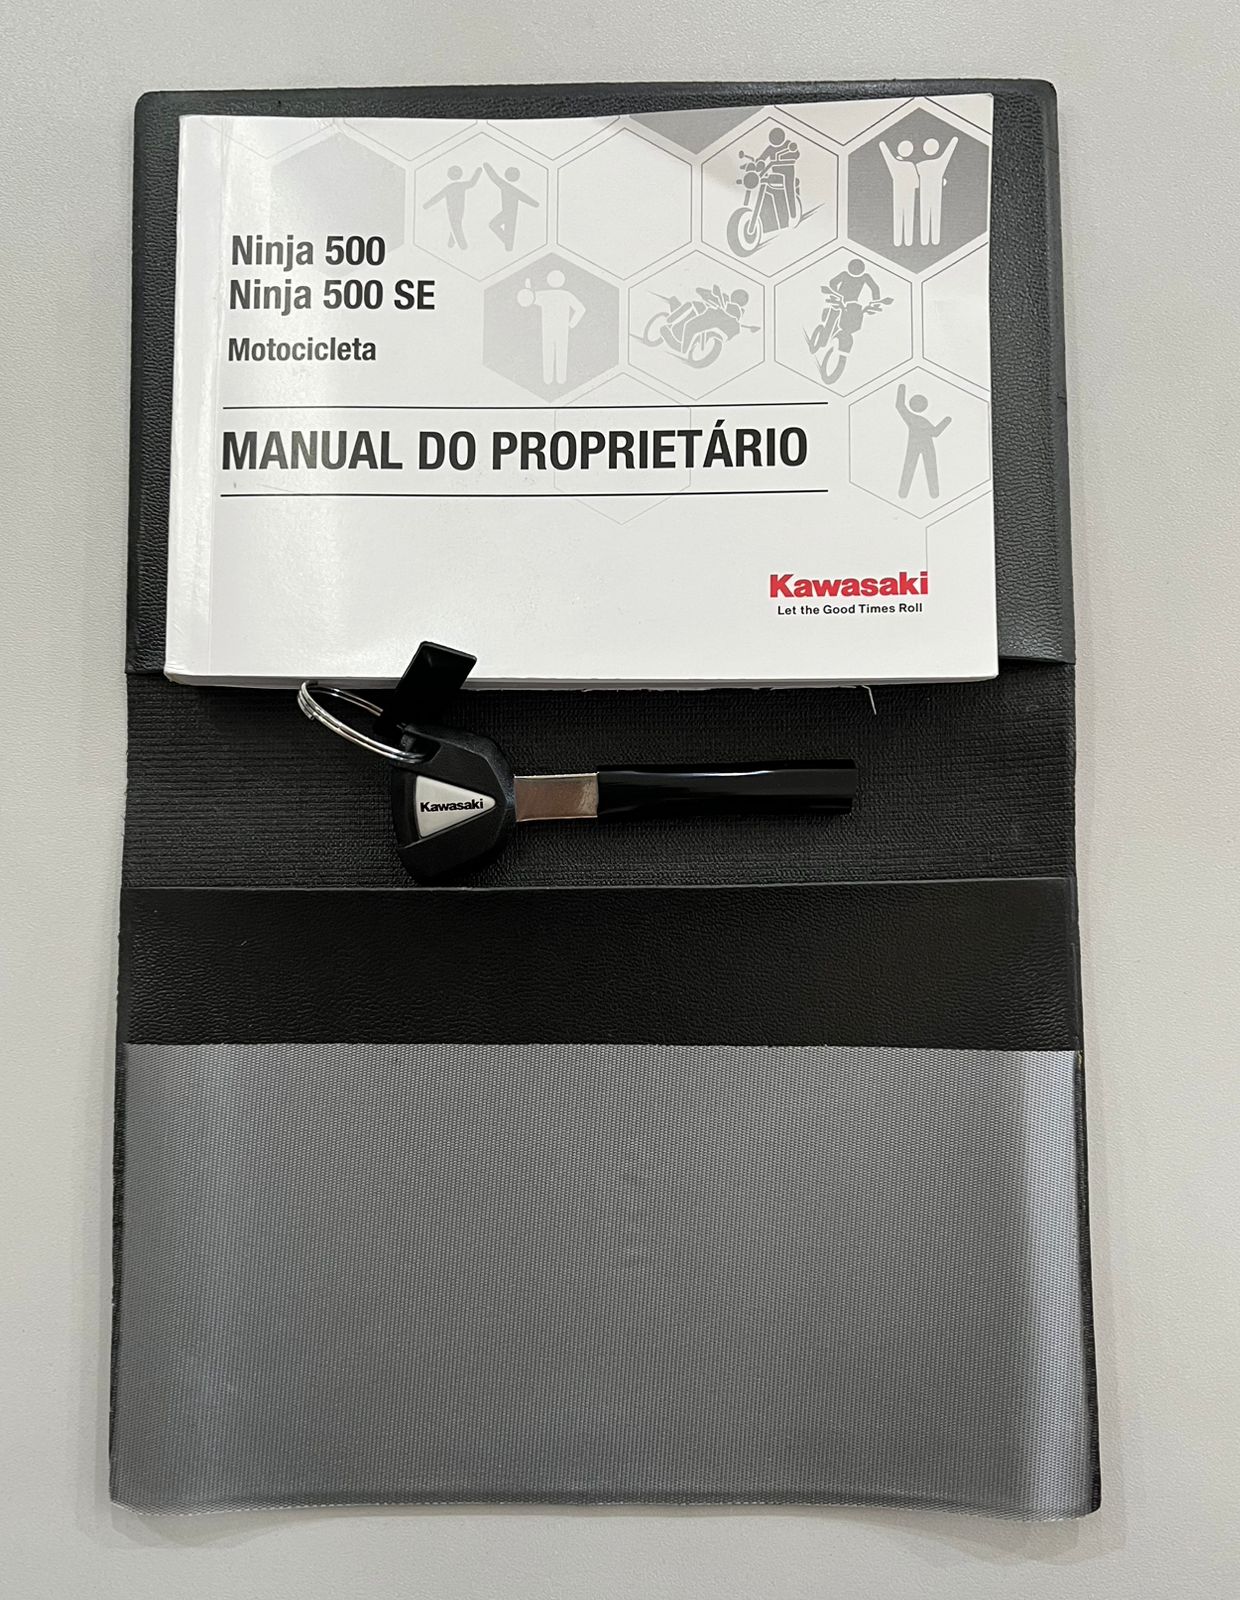 Ninja 500
Ninja 500 SE
Motocicleta
MANUAL DO PROPRIETÁRIO
Kawasaki
Let the Good Times Roll
Kawasaki